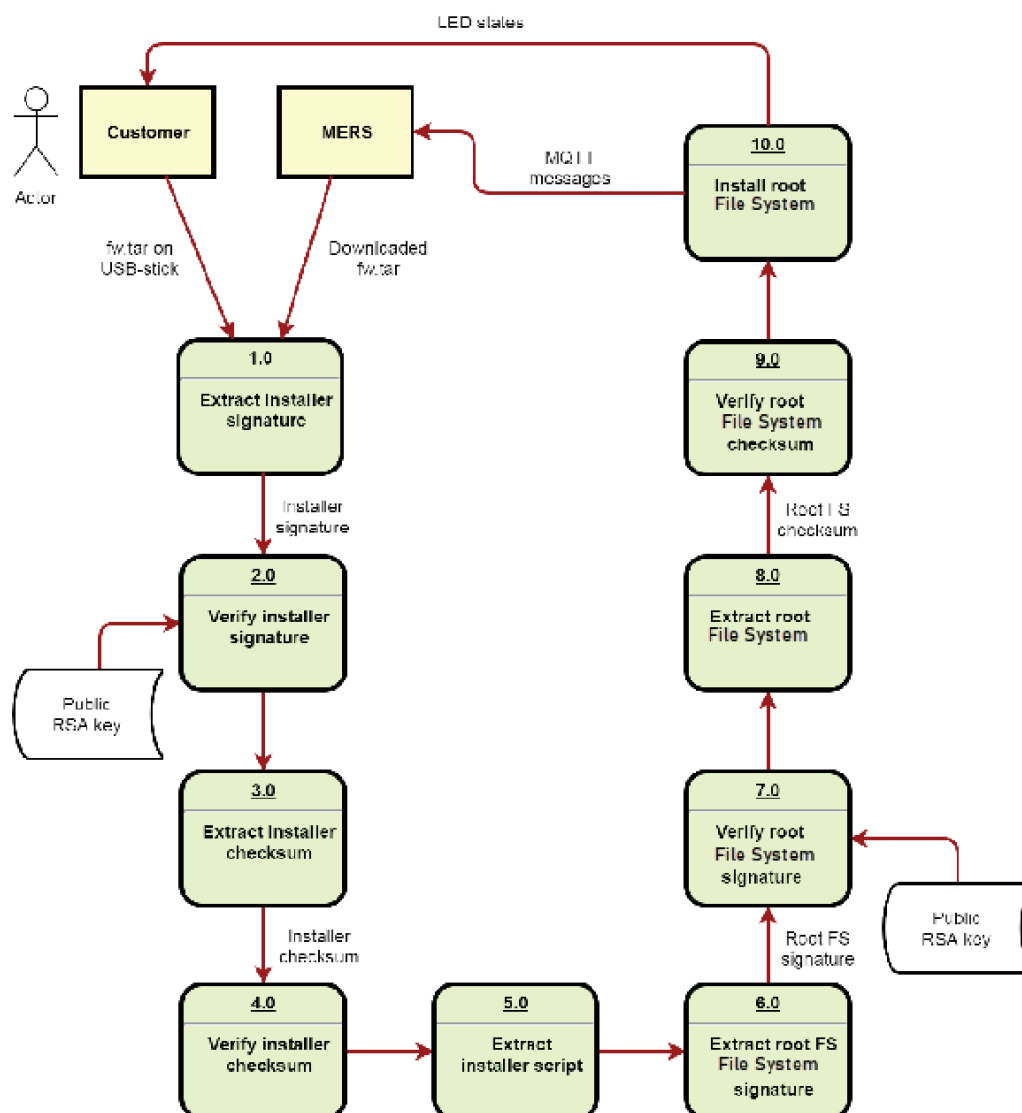 LED states
Customer
MERS
Actor
MQTT
messages
10.0
Install root
File System
fw.tar on
USB-stick
Downloaded
fw.tar
1.0
Extract Installer
signature
9.0
Verify root
File System
checksum
Installer
signature
Root FS
checksum
2.0
Verify installer
signature
8.0
Extract root
File System
Public
RSA key
3.0
Extract Installer
checksum
7.0
Verify root
File System
signature
Public
RSA key
Installer
checksum
Root FS
signature
4.0
Verify installer
checksum
5.0
Extract
installer script
6.0
Extract root FS
File System
signature